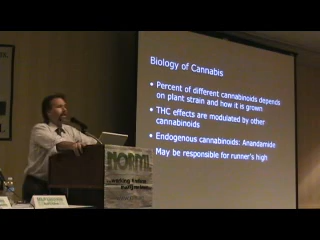 Biology of Cannabis
• Percent of different cannabinoids depends
on plant strain and how it is grown
• THC effects are modulated by other
cannabinoids
• Endogenous cannabinoids: Anandamide
May be responsible for runner's high
NORML